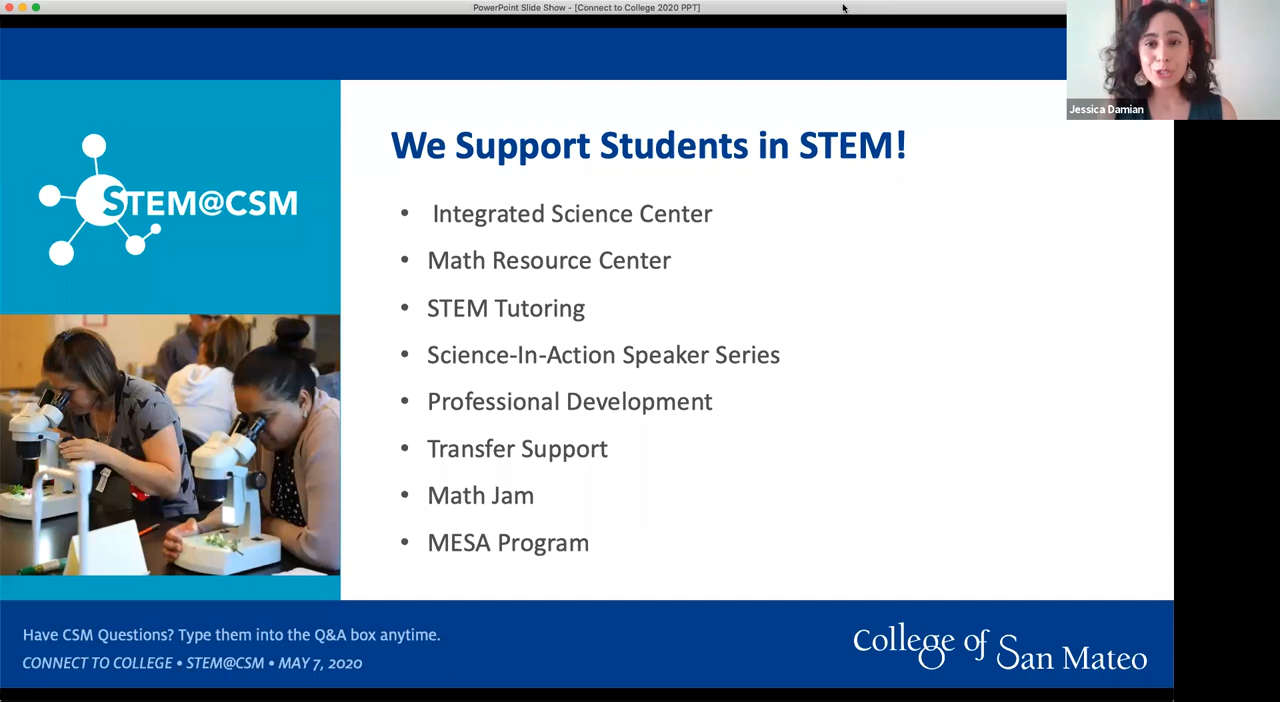 PowerPoint Slide Show - [Connect to College 2020 PPT]
Jessica Damian
STEM@CSM
We Support Students in STEM!
• Integrated Science Center
• Math Resource Center
• STEM Tutoring
• Science-In-Action Speaker Series
• Professional Development
• Transfer Support
• Math Jam
• MESA Program
Have CSM Questions? Type them into the Q&A box anytime.
CONNECT TO COLLEGE • STEM@CSM • MAY 7, 2020
College of San Mateo